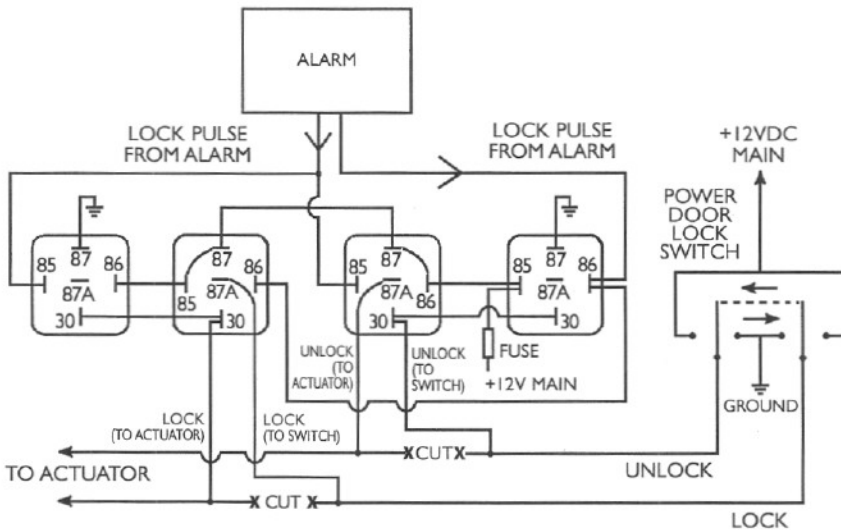 ALARM
LOCK PULSE
FROM ALARM
LOCK PULSE
FROM ALARM
+12VDC
MAIN
POWER
DOOR
LOCK
SWITCH
87
85
86
87A
30
87
86
87A
85
30
87
85
87A
86
30
87
85
86
87A
30
UNLOCK
(TO
ACTUATOR)
UNLOCK
(TO
SWITCH)
FUSE
+12V MAIN
GROUND
LOCK
(TO ACTUATOR)
LOCK
(TO SWITCH)
TO ACTUATOR
X CUT X
UNLOCK
X CUT X
LOCK